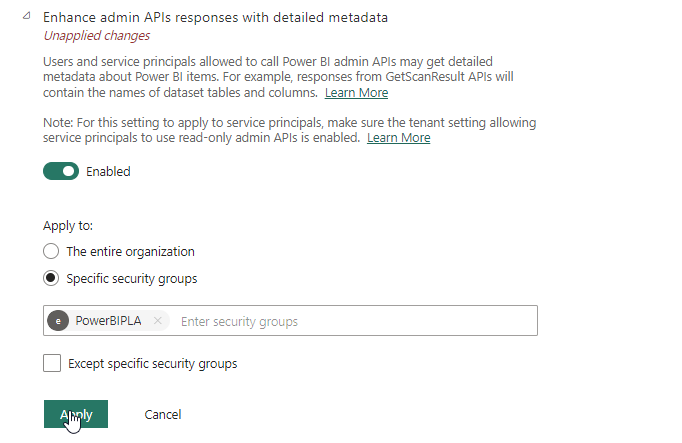 Enhance admin APIs responses with detailed metadata
Unapplied changes
Users and service principals allowed to call Power BI admin APIs may get detailed
metadata about Power BI items. For example, responses from GetScanResult APIs will
contain the names of dataset tables and columns. Learn More
Note: For this setting to apply to service principals, make sure the tenant setting allowing
service principals to use read-only admin APIs is enabled. Learn More
Enabled
Apply to:
The entire organization
Specific security groups
e PowerBIPLA × Enter security groups
Except specific security groups
Apply Cancel